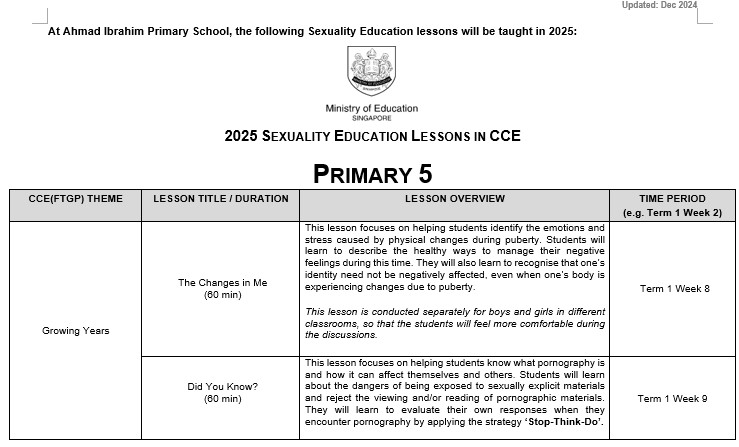 Updated: Dec 2024
At Ahmad Ibrahim Primary School, the following Sexuality Education lessons will be taught in 2025:
Ministry of Education
SINGAPORE
2025 SEXUALITY EDUCATION LESSONS IN CCE
PRIMARY 5
CCE(FTGP) THEME
LESSON TITLE / DURATION
LESSON OVERVIEW
TIME PERIOD
(e.g. Term 1 Week 2)
Growing Years
The Changes in Me
(60 min)
This lesson focuses on helping students identify the emotions and
stress caused by physical changes during puberty. Students will
learn to describe the healthy ways to manage their negative
feelings during this time. They will also learn to recognise that one's
identity need not be negatively affected, even when one's body is
experiencing changes due to puberty.
This lesson is conducted separately for boys and girls in different
classrooms, so that the students will feel more comfortable during
the discussions.
Term 1 Week 8
Did You Know?
(60 min)
This lesson focuses on helping students know what pornography is
and how it can affect themselves and others. Students will learn
about the dangers of being exposed to sexually explicit materials
and reject the viewing and/or reading of pornographic materials.
They will learn to evaluate their own responses when they
encounter pornography by applying the strategy 'Stop-Think-Do'.
Term 1 Week 9